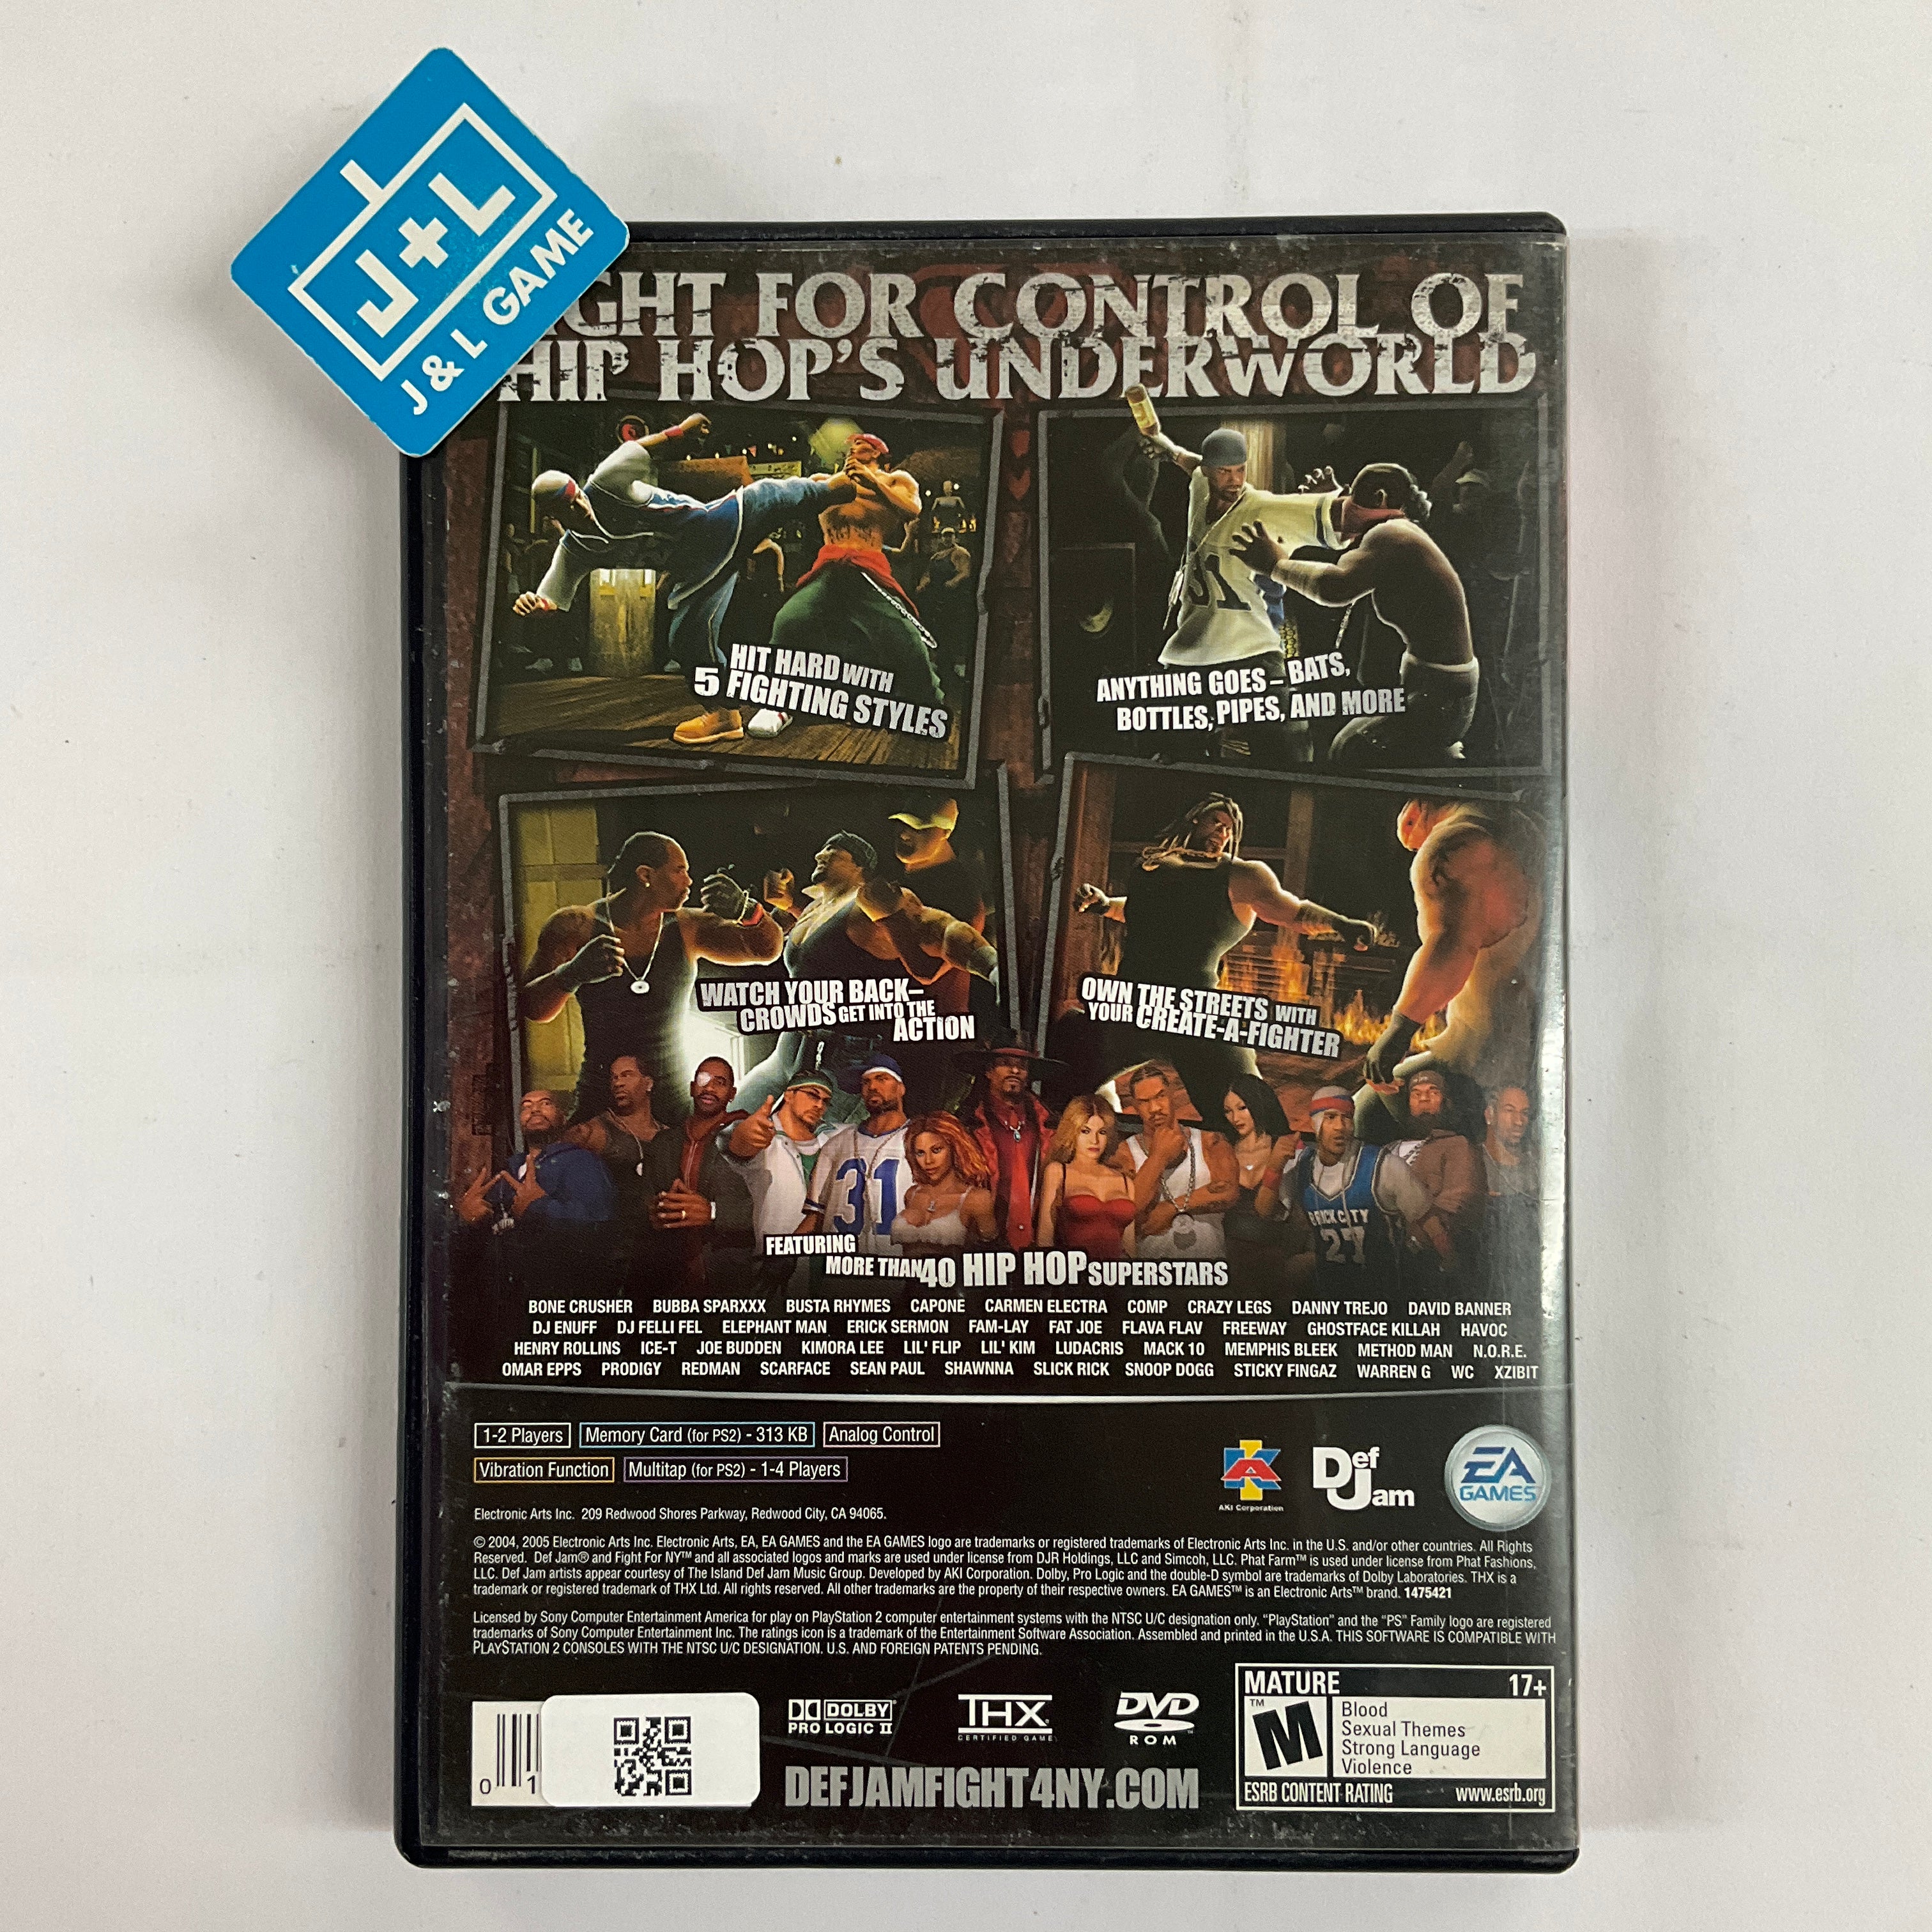 J+L
J & L GAME
FOR CONTROL OF
HIP HOP'S UNDERWORLD
HIT HARD WITH
5 FIGHTING STYLES
31
ANYTHING GOES – BATS,
BOTTLES, PIPES, AND MORE
WATCH YOUR BACK–
CROWDS GET INTO THE
ACTION
OWN THE STREETS WITH
YOUR CREATE-A-FIGHTER
31
BRICK CITY
27
FEATURING
MORE THAN 40 HIP HOP SUPERSTARS
BONE CRUSHER BUBBA SPARXXX BUSTA RHYMES CAPONE CARMEN ELECTRA COMP CRAZY LEGS DANNY TREJO DAVID BANNER
DJ ENUFF DJ FELLI FEL ELEPHANT MAN ERICK SERMON FAM-LAY FAT JOE FLAVA FLAV FREEWAY GHOSTFACE KILLAH HAVOC
HENRY ROLLINS ICE-T JOE BUDDEN KIMORA LEE LIL' FLIP LIL' KIM LUDACRIS MACK 10 MEMPHIS BLEEK METHOD MAN N.O.R.E.
OMAR EPPS PRODIGY REDMAN SCARFACE SEAN PAUL SHAWNNA SLICK RICK SNOOP DOGG STICKY FINGAZ WARREN G WC XZIBIT
1-2 Players Memory Card (for PS2) - 313 KB Analog Control
Vibration Function Multitap (for PS2) - 1-4 Players
AKI Corporation
Def Jam
EA GAMES
Electronic Arts Inc. 209 Redwood Shores Parkway, Redwood City, CA 94065.
© 2004, 2005 Electronic Arts Inc. Electronic Arts, EA, EA GAMES and the EA GAMES logo are trademarks or registered trademarks of Electronic Arts Inc. in the U.S. and/or other countries. All Rights
Reserved. Def Jam® and Fight For NY™ and all associated logos and marks are used under license from DJR Holdings, LLC and Simcoh, LLC. Phat Farm™ is used under license from Phat Fashions,
LLC. Def Jam artists appear courtesy of The Island Def Jam Music Group. Developed by AKI Corporation. Dolby, Pro Logic and the double-D symbol are trademarks of Dolby Laboratories. THX is a
trademark or registered trademark of THX Ltd. All rights reserved. All other trademarks are the property of their respective owners. EA GAMES™ is an Electronic Arts™ brand. 1475421
Licensed by Sony Computer Entertainment America for play on PlayStation 2 computer entertainment systems with the NTSC U/C designation only. "PlayStation" and the "PS" Family logo are registered
trademarks of Sony Computer Entertainment Inc. The ratings icon is a trademark of the Entertainment Software Association. Assembled and printed in the U.S.A. THIS SOFTWARE IS COMPATIBLE WITH
PLAYSTATION 2 CONSOLES WITH THE NTSC U/C DESIGNATION. U.S. AND FOREIGN PATENTS PENDING.
0 1
DOLBY
PRO LOGIC II
THX
CERTIFIED GAME
DVD
ROM
DEFJAMFIGHT4NY.COM
MATURE 17+
M
Blood
Sexual Themes
Strong Language
Violence
ESRB CONTENT RATING www.esrb.org